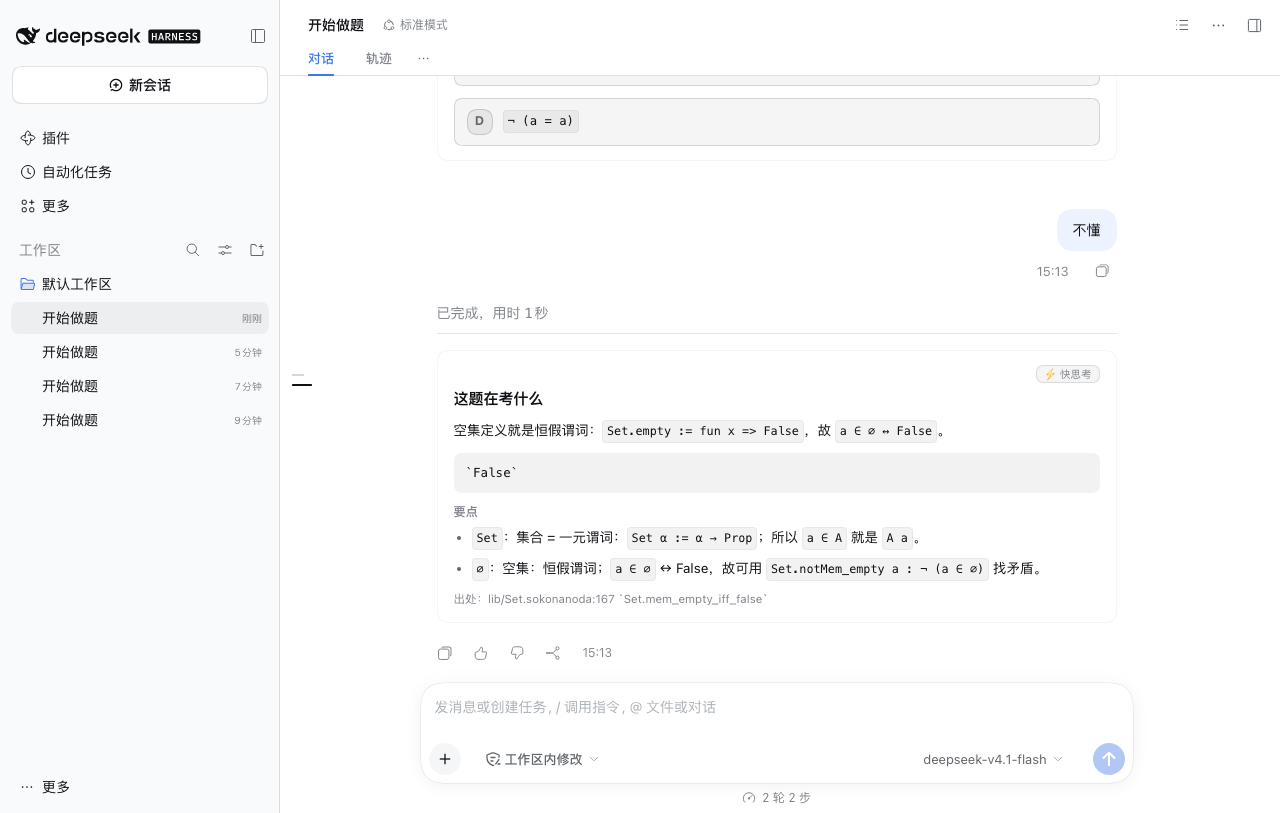 deepseek HARNESS
新会话
插件
自动化任务
更多
工作区
默认工作区
开始做题 刚刚
开始做题 5分钟
开始做题 7分钟
开始做题 9分钟
··· 更多
开始做题 标准模式
对话 轨迹 ···
D ¬ (a = a)
不懂
15:13
已完成，用时 1秒
⚡ 快思考
这题在考什么
空集定义就是恒假谓词：Set.empty := fun x => False，故 a ∈ ∅ ↔ False。
`False`
要点
• Set：集合 = 一元谓词：Set α := α → Prop；所以 a ∈ A 就是 A a。
• ∅：空集：恒假谓词；a ∈ ∅ ↔ False，故可用 Set.notMem_empty a : ¬ (a ∈ ∅) 找矛盾。
出处：lib/Set.sokonanoda:167 `Set.mem_empty_iff_false`
15:13
发消息或创建任务, / 调用指令, @ 文件或对话
工作区内修改
deepseek-v4.1-flash
2 轮 2 步